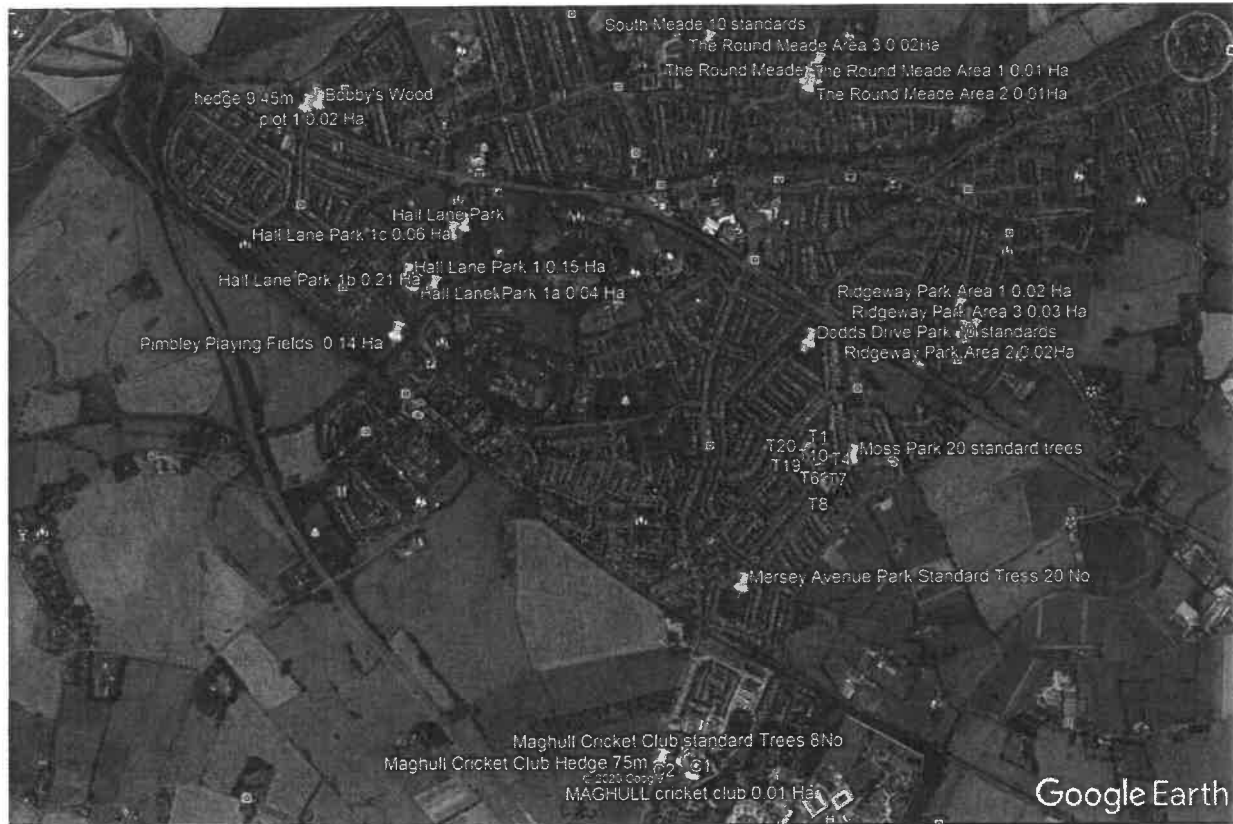 South Meade 10 standards
The Round Meade Area 3 0.02Ha
The Round Meade
The Round Meade Area 1 0.01 Ha
The Round Meade Area 2 0.01Ha
hedge 9 45m
Bobby's Wood
plot 1 0.02 Ha
Hall Lane Park
Hall Lane Park 1c 0.06 Ha
Hall Lane Park 1 0.15 Ha
Hall Lane Park 1b 0.21 Ha
Hall Lane Park 1a 0.04 Ha
Ridgeway Park Area 1 0.02 Ha
Ridgeway Park Area 3 0.03 Ha
Pimbley Playing Fields 0.14 Ha
Dodds Drive Park
standards
Ridgeway Park Area 2 0.02Ha
T1
T20
T10
T4
Moss Park 20 standard trees
T19
T6
T7
T8
Mersey Avenue Park Standard Tress 20 No
Maghull Cricket Club standard Trees 8No
Maghull Cricket Club Hedge 75m
2
1
MAGHULL cricket club 0.01 Ha
Google Earth